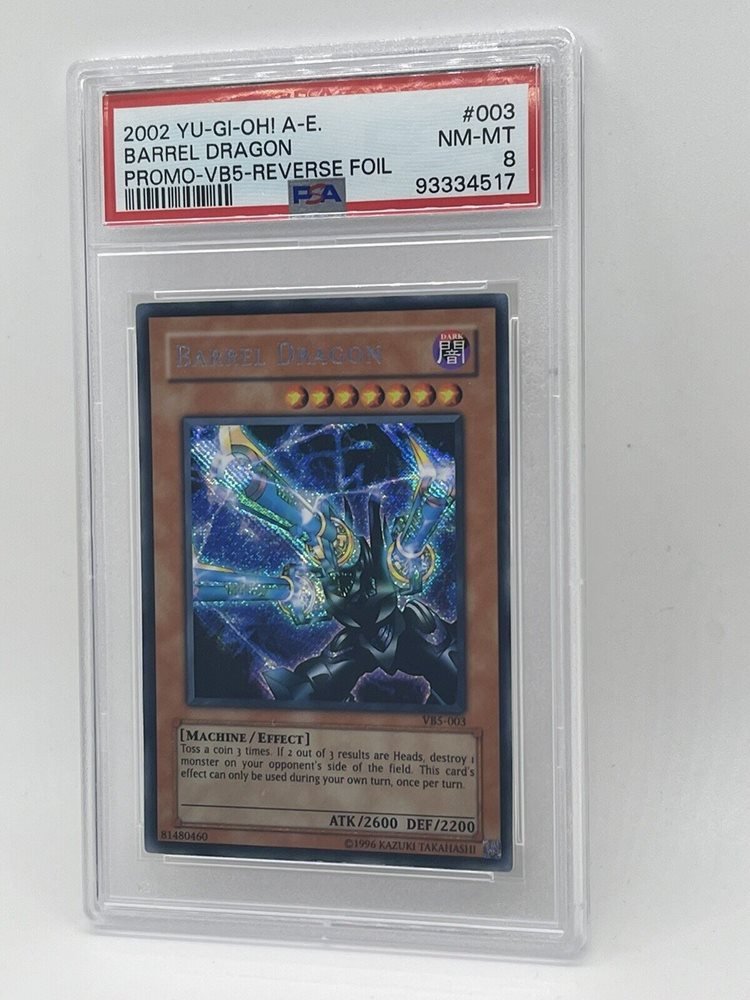 2002 YU-GI-OH! A-E. #003
BARREL DRAGON NM-MT
PROMO-VB5-REVERSE FOIL 8
PSA 93334517
BARREL DRAGON
DARK
闇
VB5-003
[MACHINE/EFFECT]
Toss a coin 3 times. If 2 out of 3 results are Heads, destroy 1
monster on your opponent's side of the field. This card's
effect can only be used during your own turn, once per turn.
ATK/2600 DEF/2200
81480460 ©1996 KAZUKI TAKAHASHI